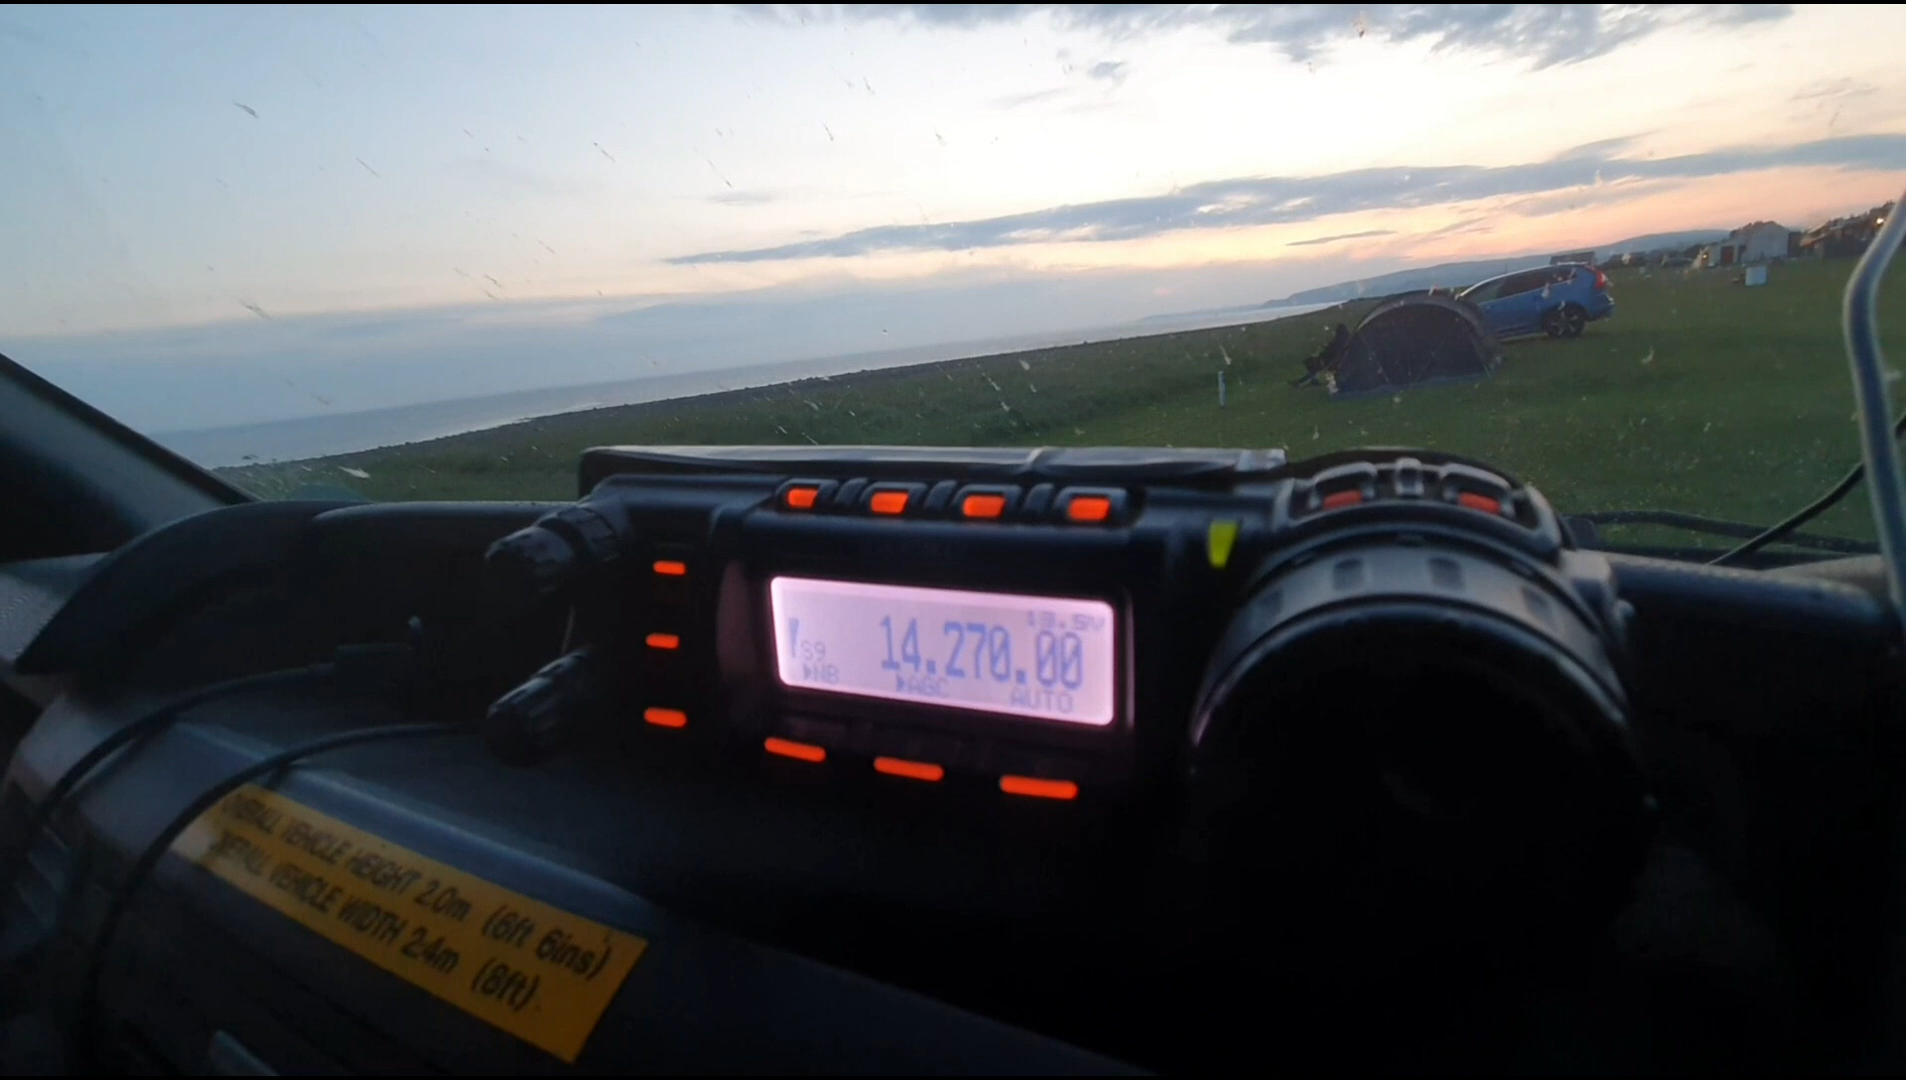 13.5V
14.270.00
S9
NB AGC AUTO
OVERALL VEHICLE HEIGHT 2.0m (6ft 6ins)
OVERALL VEHICLE WIDTH 2.4m (8ft)